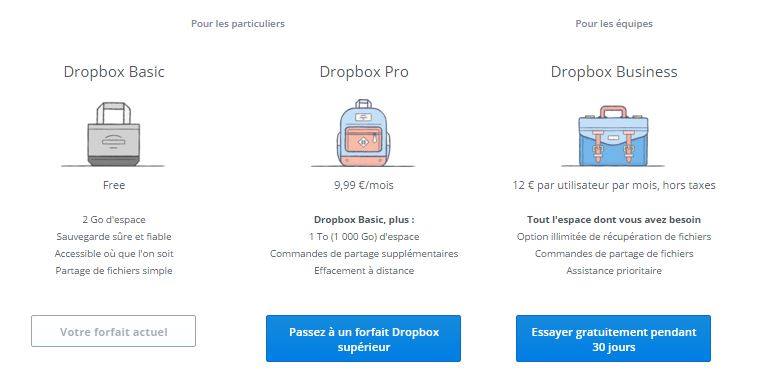 Pour les particuliers
Pour les équipes
Dropbox Basic
Free
2 Go d'espace
Sauvegarde sûre et fiable
Accessible où que l'on soit
Partage de fichiers simple
Votre forfait actuel
Dropbox Pro
9,99 €/mois
Dropbox Basic, plus :
1 To (1 000 Go) d'espace
Commandes de partage supplémentaires
Effacement à distance
Passez à un forfait Dropbox
supérieur
Dropbox Business
12 € par utilisateur par mois, hors taxes
Tout l'espace dont vous avez besoin
Option illimitée de récupération de fichiers
Commandes de partage de fichiers
Assistance prioritaire
Essayer gratuitement pendant
30 jours